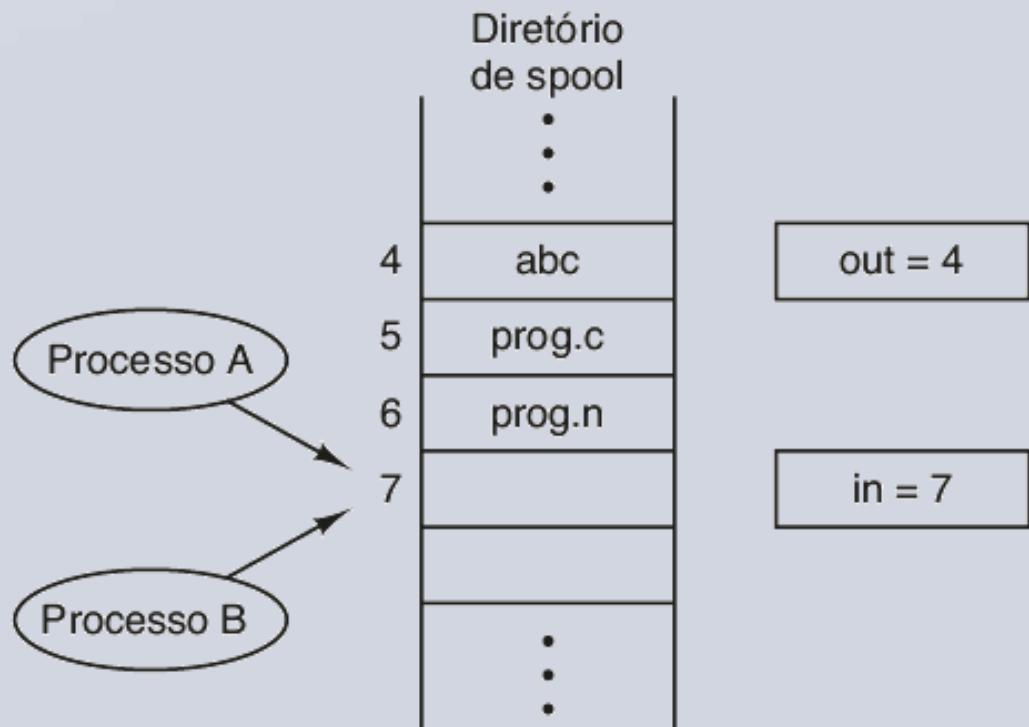 Diretório
de spool
4
abc
out = 4
5
prog.c
Processo A
6
prog.n
7
in = 7
Processo B